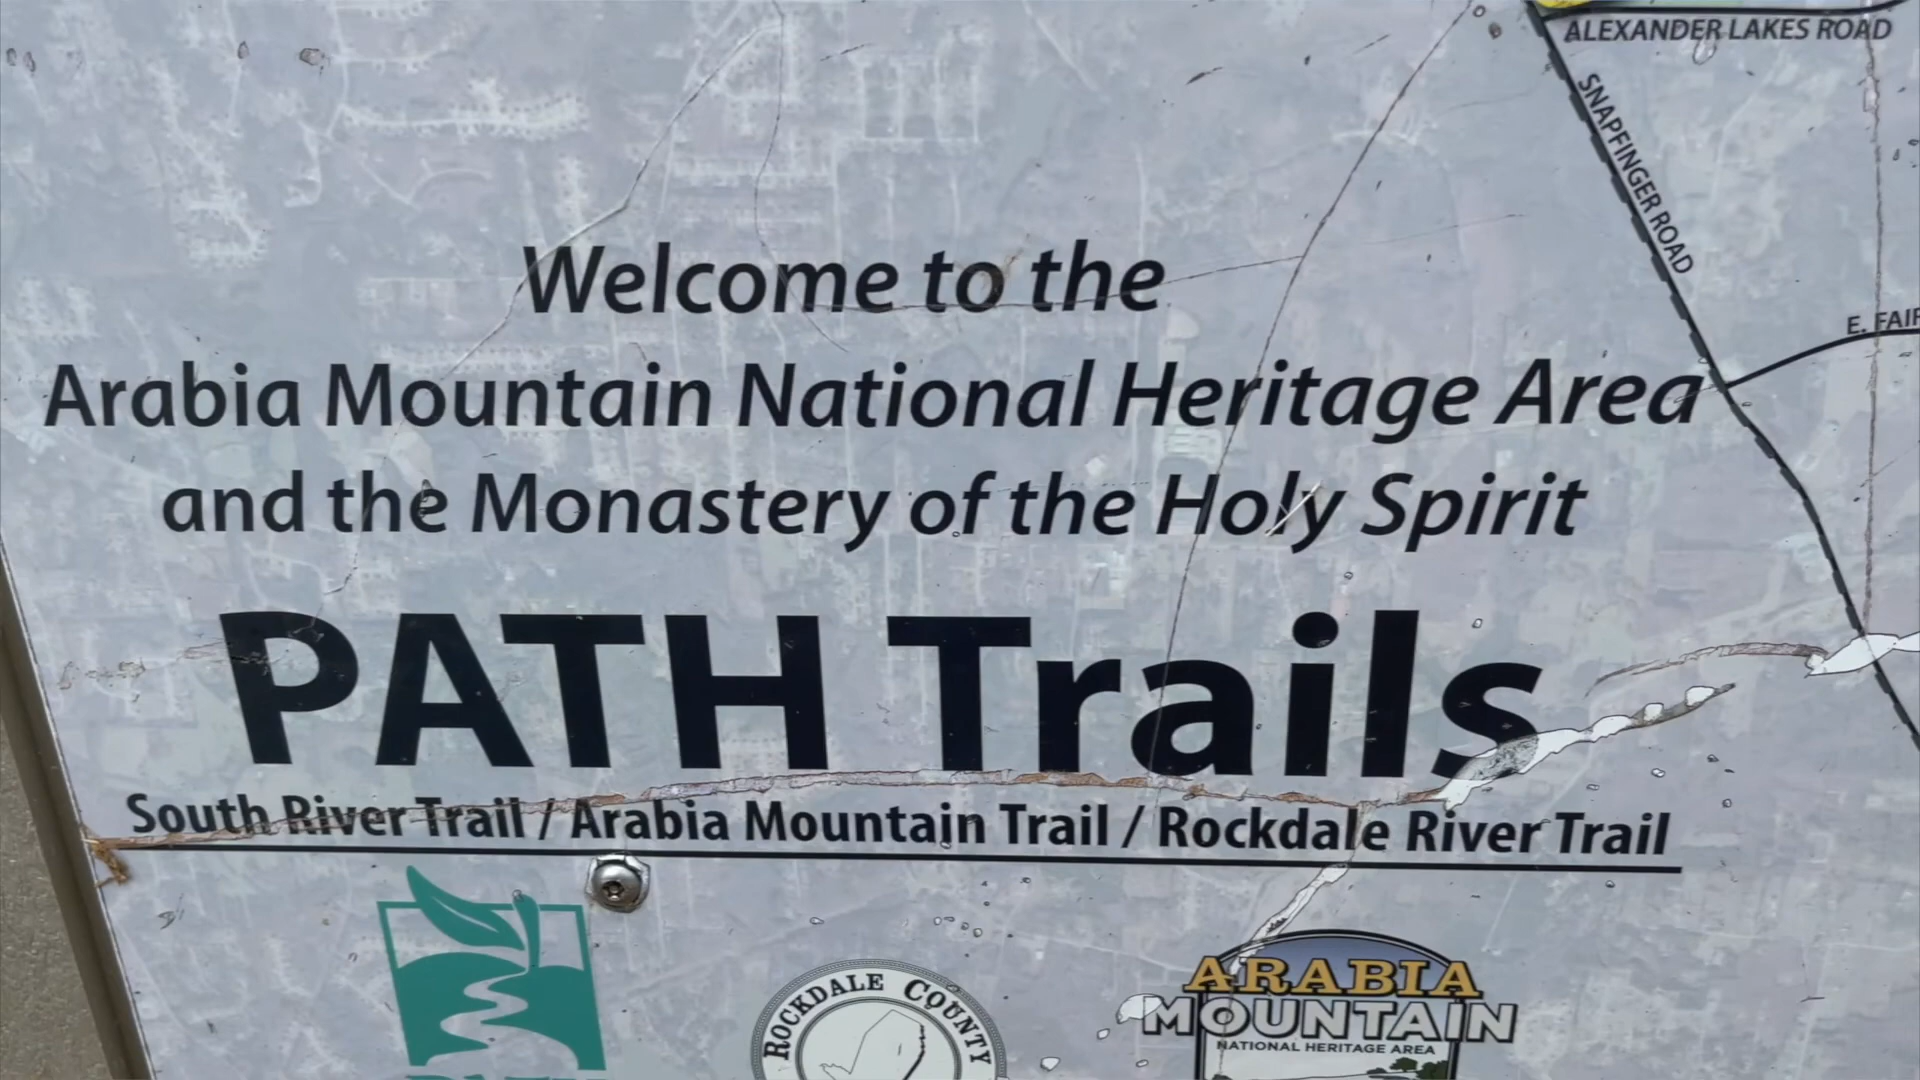 ALEXANDER LAKES ROAD
SNAPFINGER ROAD
E. FAIR
Welcome to the
Arabia Mountain National Heritage Area
and the Monastery of the Holy Spirit
PATH Trails
South River Trail / Arabia Mountain Trail / Rockdale River Trail
ROCKDALE COUNTY
ARABIA
MOUNTAIN
NATIONAL HERITAGE AREA